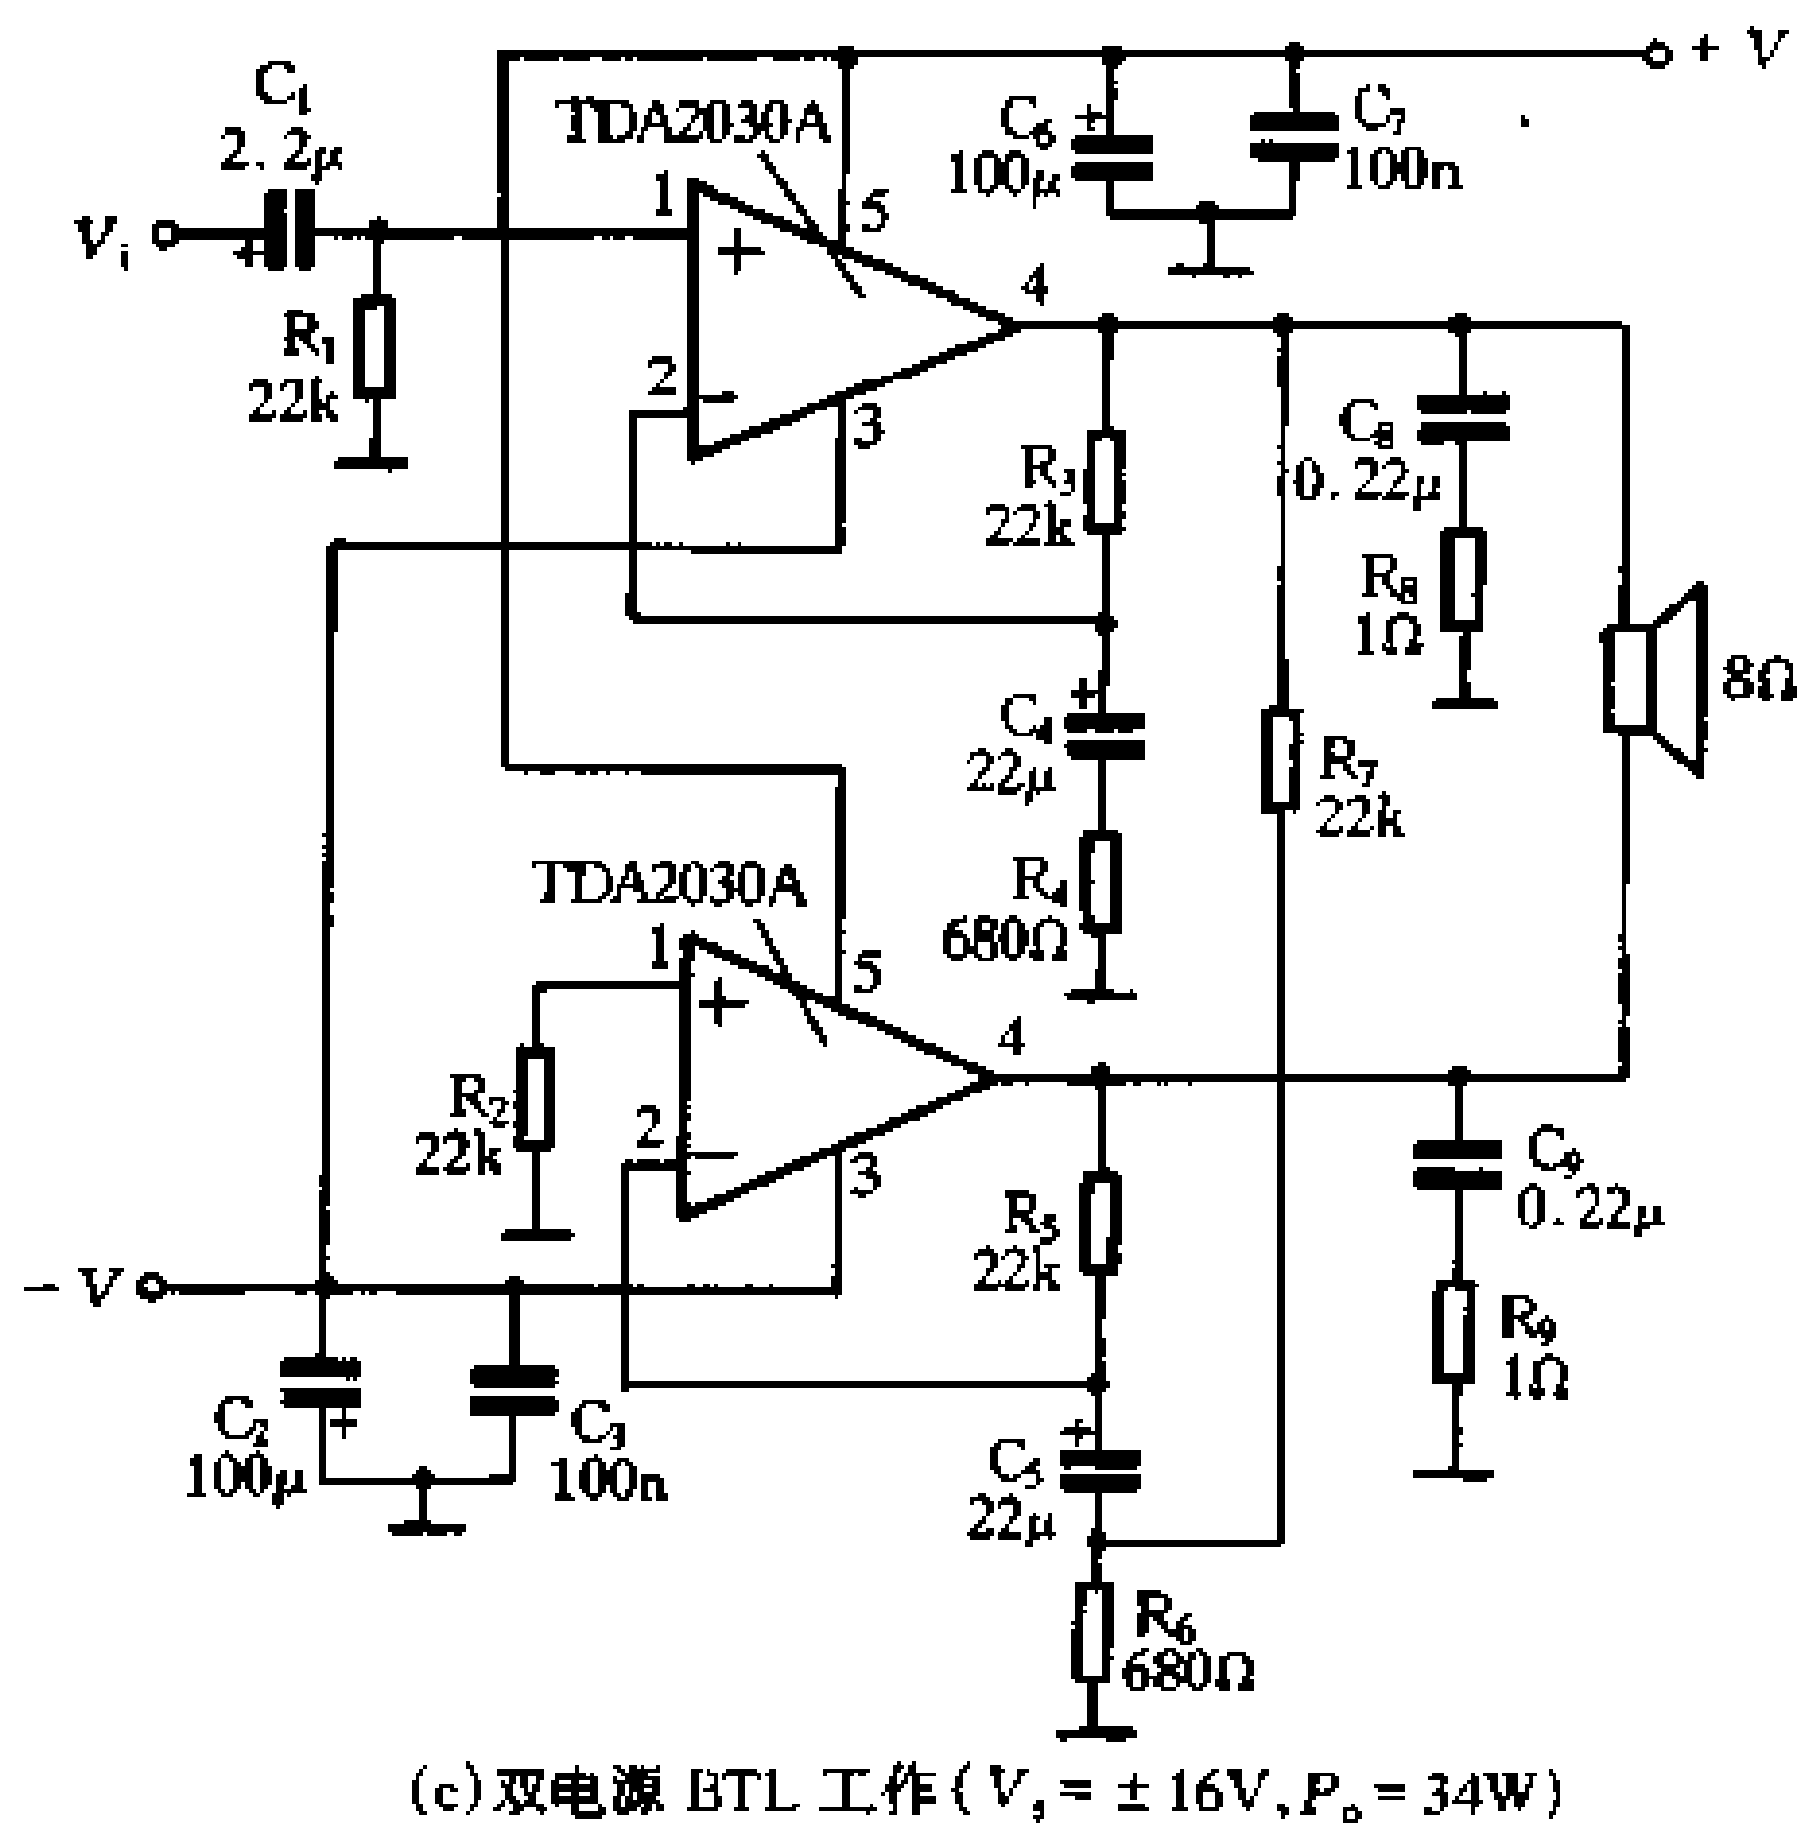 + V
C₁
2.2μ
TDA2030A
C₆ +
100μ
C₇
100n
Vᵢ
+
1
5
+
4
R₁
22k
2
−
3
R₃
22k
C₈
0.22μ
R₈
1Ω
8Ω
+
C₄
22μ
R₇
22k
TDA2030A
R₄
680Ω
1
5
+
4
R₂
22k
2
−
3
R₅
22k
C₉
0.22μ
− V
R₉
1Ω
C₂
+
100μ
C₃
100n
+
C₅
22μ
R₆
680Ω
(c)双电源 BTL 工作(Vₛ = ± 16V,Pₒ = 34W)